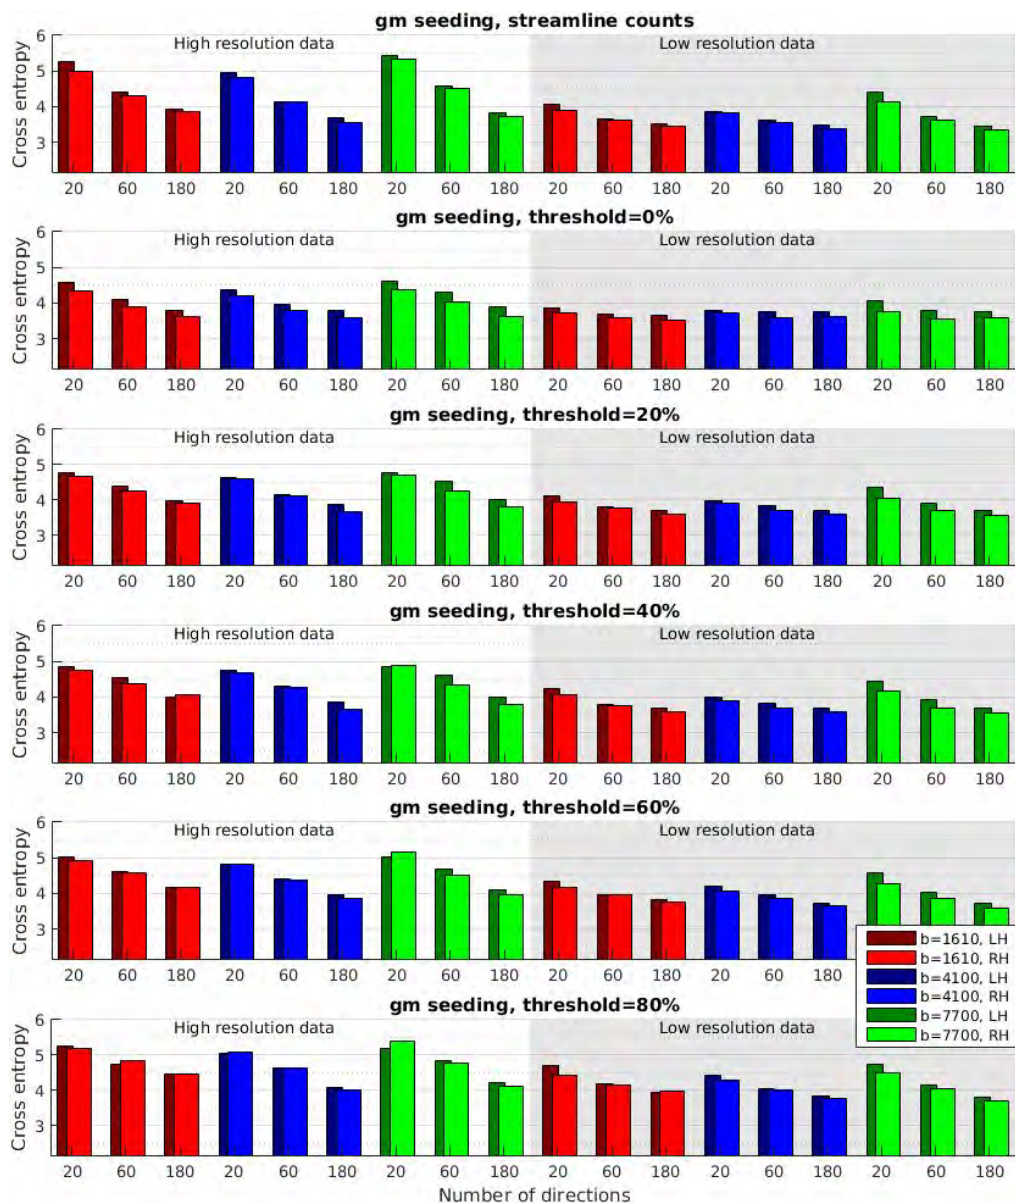 gm seeding, streamline counts
High resolution data
Low resolution data
Cross entropy
6
5
4
3
20 60 180 20 60 180 20 60 180 20 60 180 20 60 180 20 60 180
gm seeding, threshold=0%
High resolution data
Low resolution data
Cross entropy
6
5
4
3
20 60 180 20 60 180 20 60 180 20 60 180 20 60 180 20 60 180
gm seeding, threshold=20%
High resolution data
Low resolution data
Cross entropy
6
5
4
3
20 60 180 20 60 180 20 60 180 20 60 180 20 60 180 20 60 180
gm seeding, threshold=40%
High resolution data
Low resolution data
Cross entropy
6
5
4
3
20 60 180 20 60 180 20 60 180 20 60 180 20 60 180 20 60 180
gm seeding, threshold=60%
High resolution data
Low resolution data
Cross entropy
6
5
4
3
20 60 180 20 60 180 20 60 180 20 60 180 20 60 180
b=1610, LH
b=1610, RH
b=4100, LH
b=4100, RH
b=7700, LH
b=7700, RH
gm seeding, threshold=80%
High resolution data
Low resolution data
Cross entropy
6
5
4
3
20 60 180 20 60 180 20 60 180 20 60 180 20 60 180 20 60 180
Number of directions